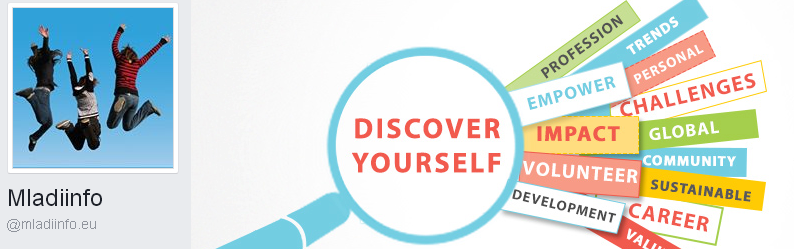 Mladiinfo
@mladiinfo.eu
DISCOVER
YOURSELF
PROFESSION
TRENDS
EMPOWER
PERSONAL
CHALLENGES
IMPACT
GLOBAL
COMMUNITY
VOLUNTEER
SUSTAINABLE
DEVELOPMENT
CAREER